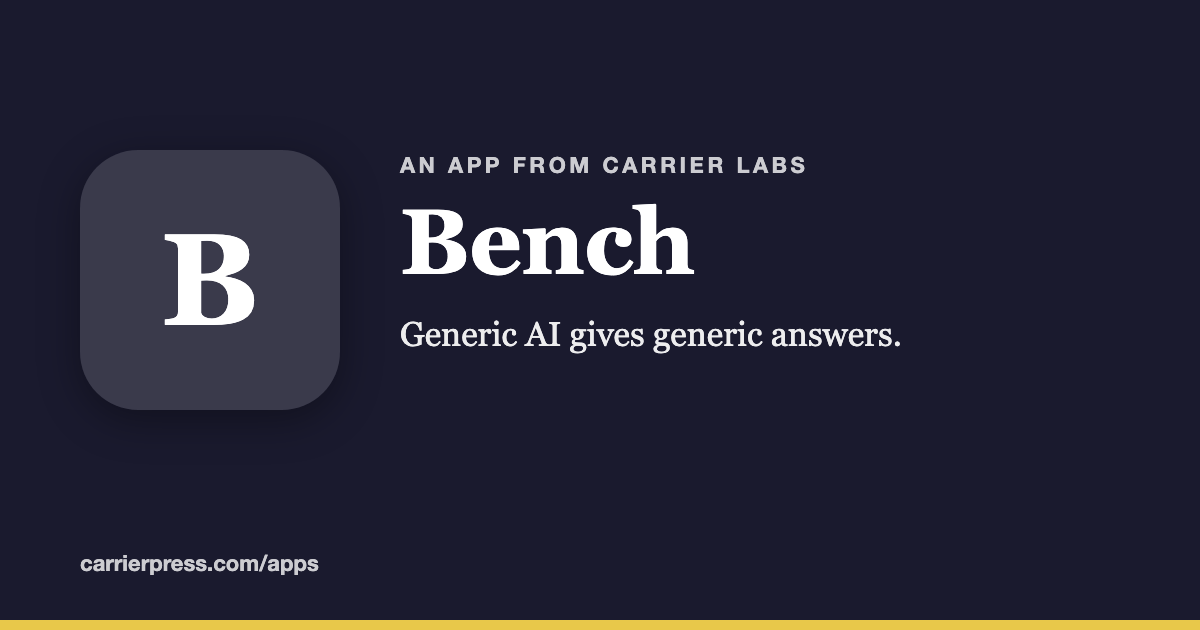 B
AN APP FROM CARRIER LABS
Bench
Generic AI gives generic answers.
carrierpress.com/apps